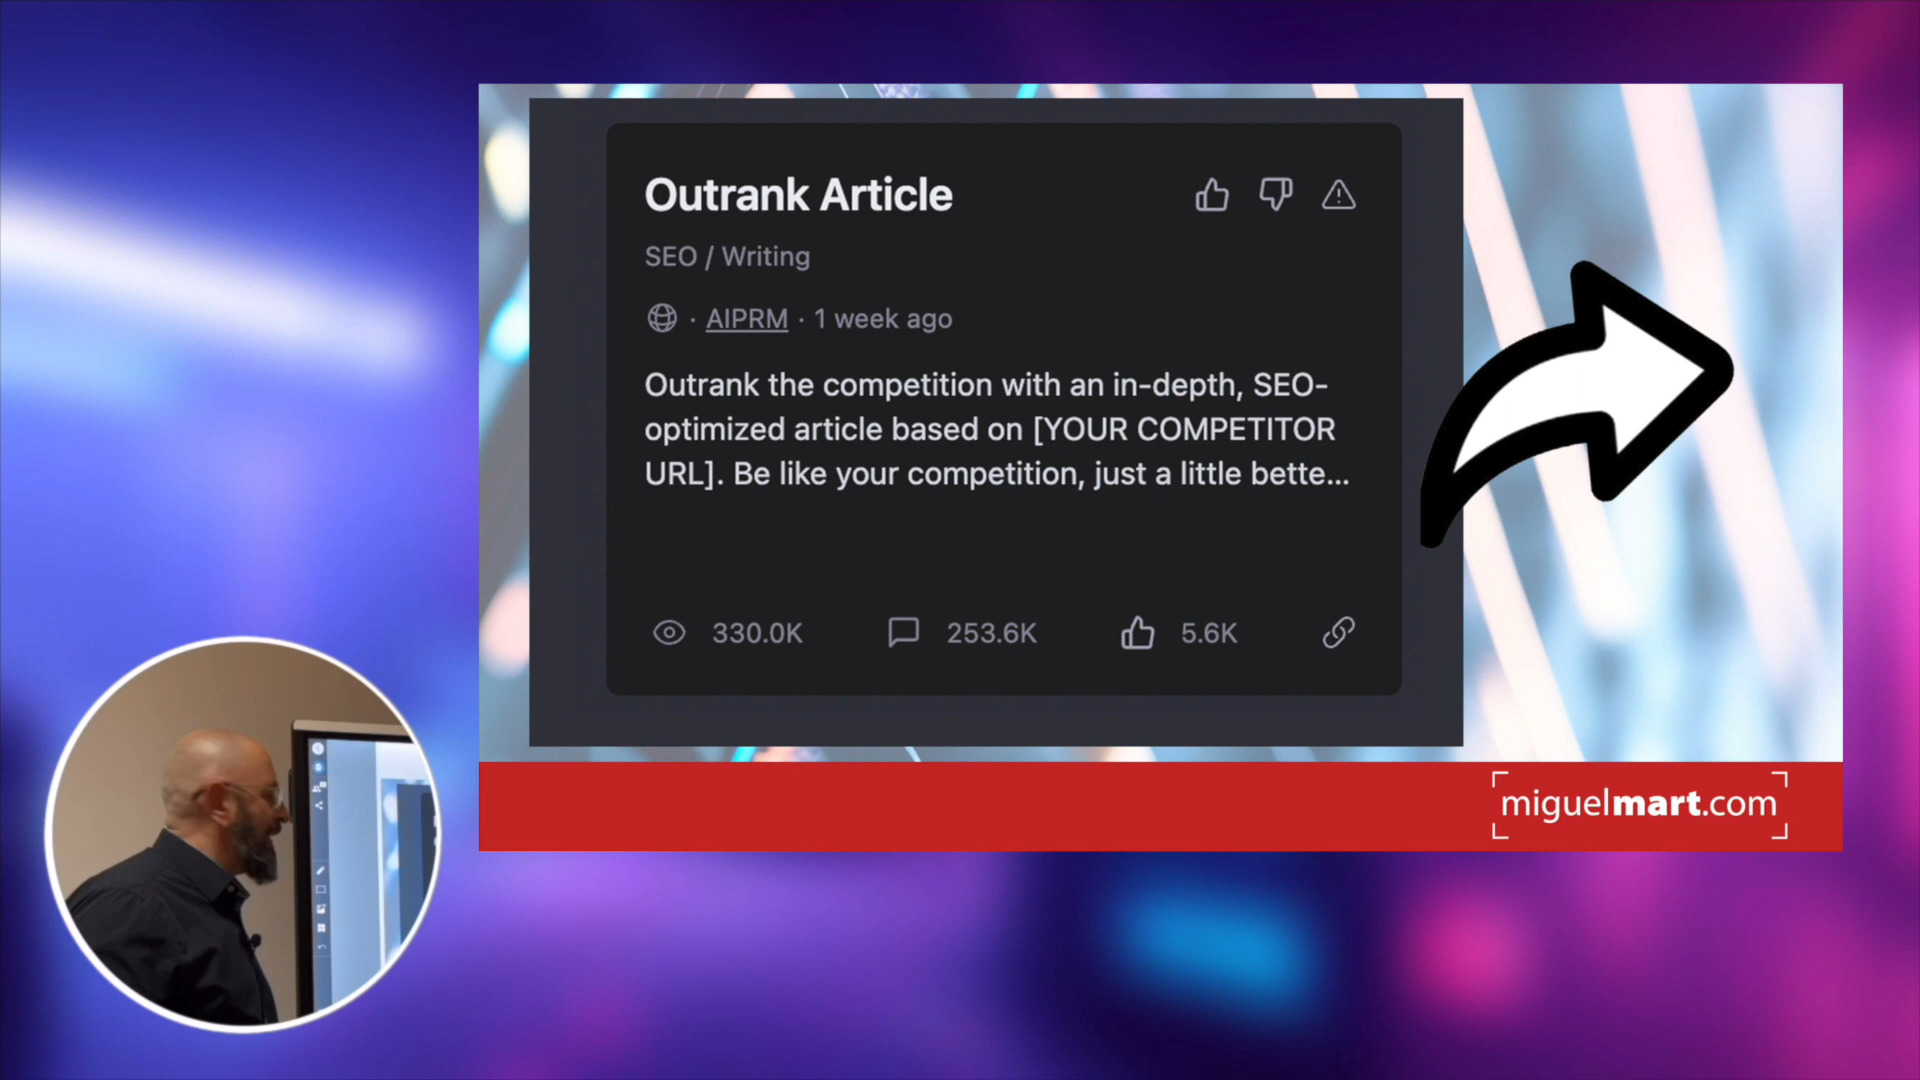 Outrank Article
SEO / Writing
· AIPRM · 1 week ago
Outrank the competition with an in-depth, SEO-
optimized article based on [YOUR COMPETITOR
URL]. Be like your competition, just a little bette...
330.0K 253.6K 5.6K
miguelmart.com